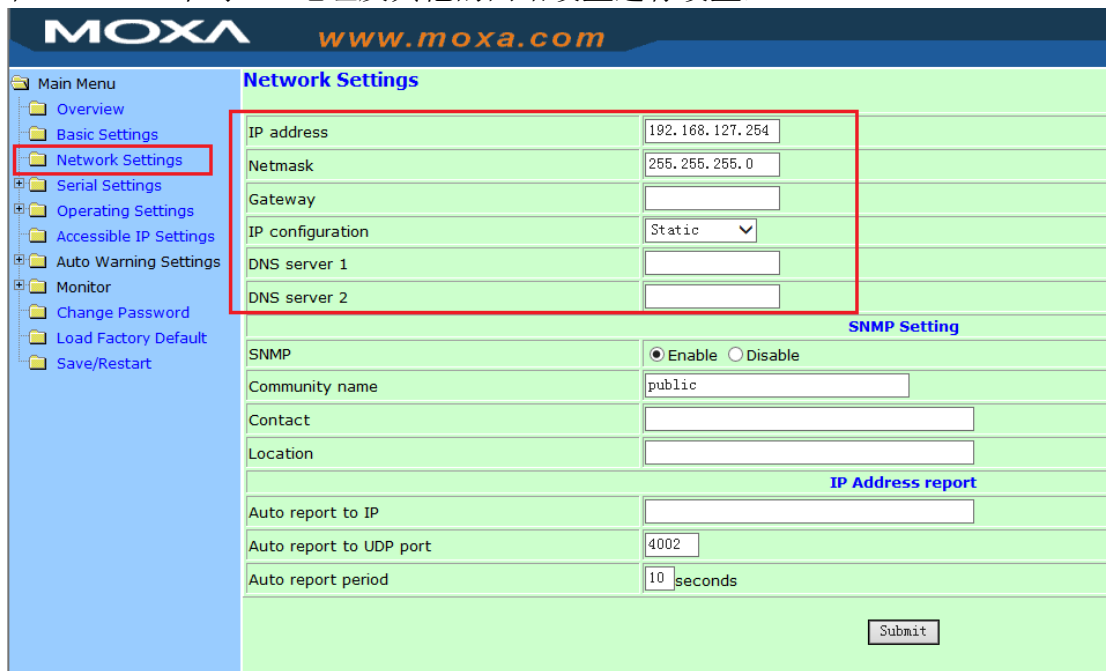 MOXA www.moxa.com
Main Menu
Overview
Basic Settings
Network Settings
Serial Settings
Operating Settings
Accessible IP Settings
Auto Warning Settings
Monitor
Change Password
Load Factory Default
Save/Restart
Network Settings
IP address 192.168.127.254
Netmask 255.255.255.0
Gateway
IP configuration Static
DNS server 1
DNS server 2
SNMP Setting
SNMP Enable Disable
Community name public
Contact
Location
IP Address report
Auto report to IP
Auto report to UDP port 4002
Auto report period 10 seconds
Submit